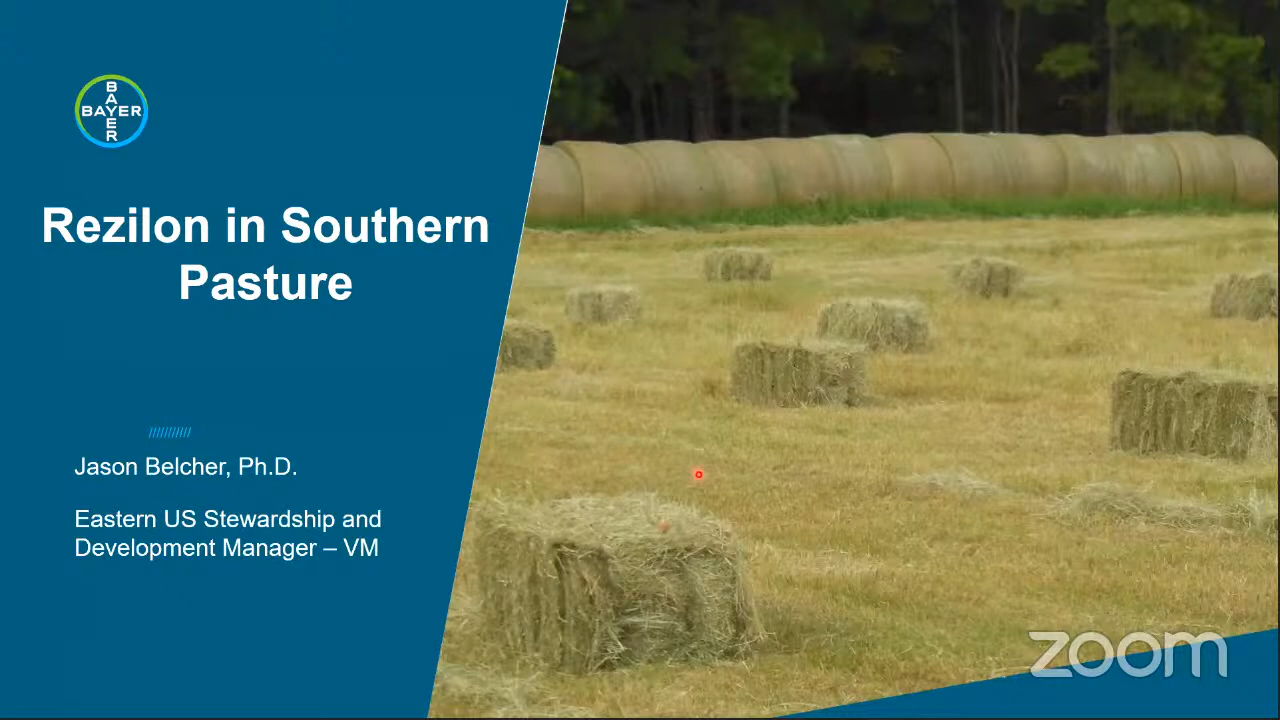 BAYER
BAYER
Rezilon in Southern
Pasture
Jason Belcher, Ph.D.
Eastern US Stewardship and
Development Manager – VM
zoom